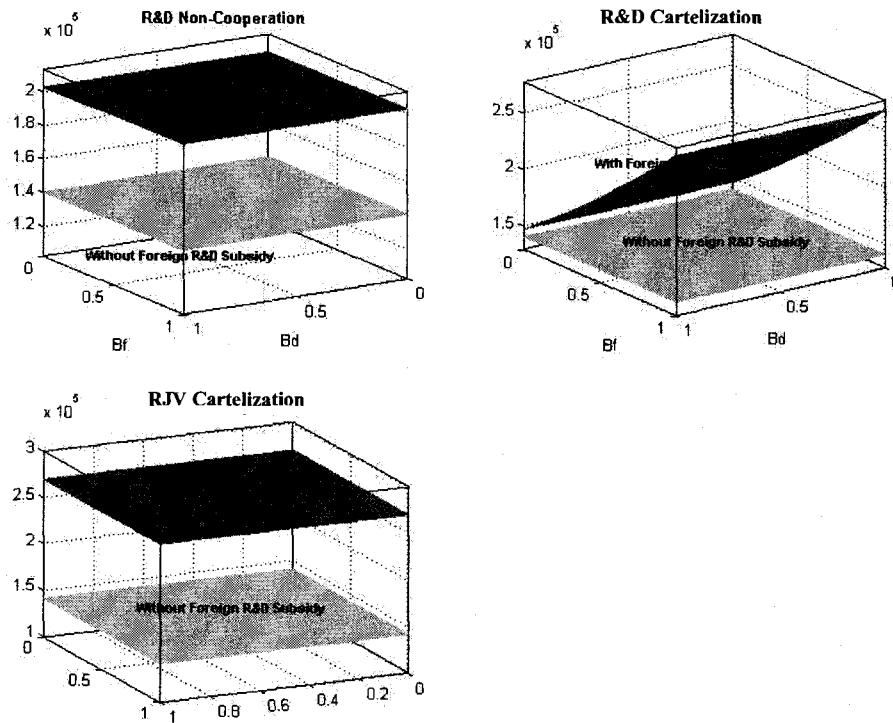 R&D Non-Cooperation
x 10^5
2
1.8
1.6
1.4
1.2
Without Foreign R&D Subsidy
0
0.5
1
1
0.5
0
Bf
Bd
R&D Cartelization
x 10^5
2.5
2
1.5
With Foreig
Without Foreign R&D Subsidy
0
0.5
1
1
0.5
1
Bf
Bd
RJV Cartelization
x 10^5
3
2.5
2
1.5
1
Without Foreign R&D Subsidy
0
0.5
1
1
0.8
0.6
0.4
0.2
0